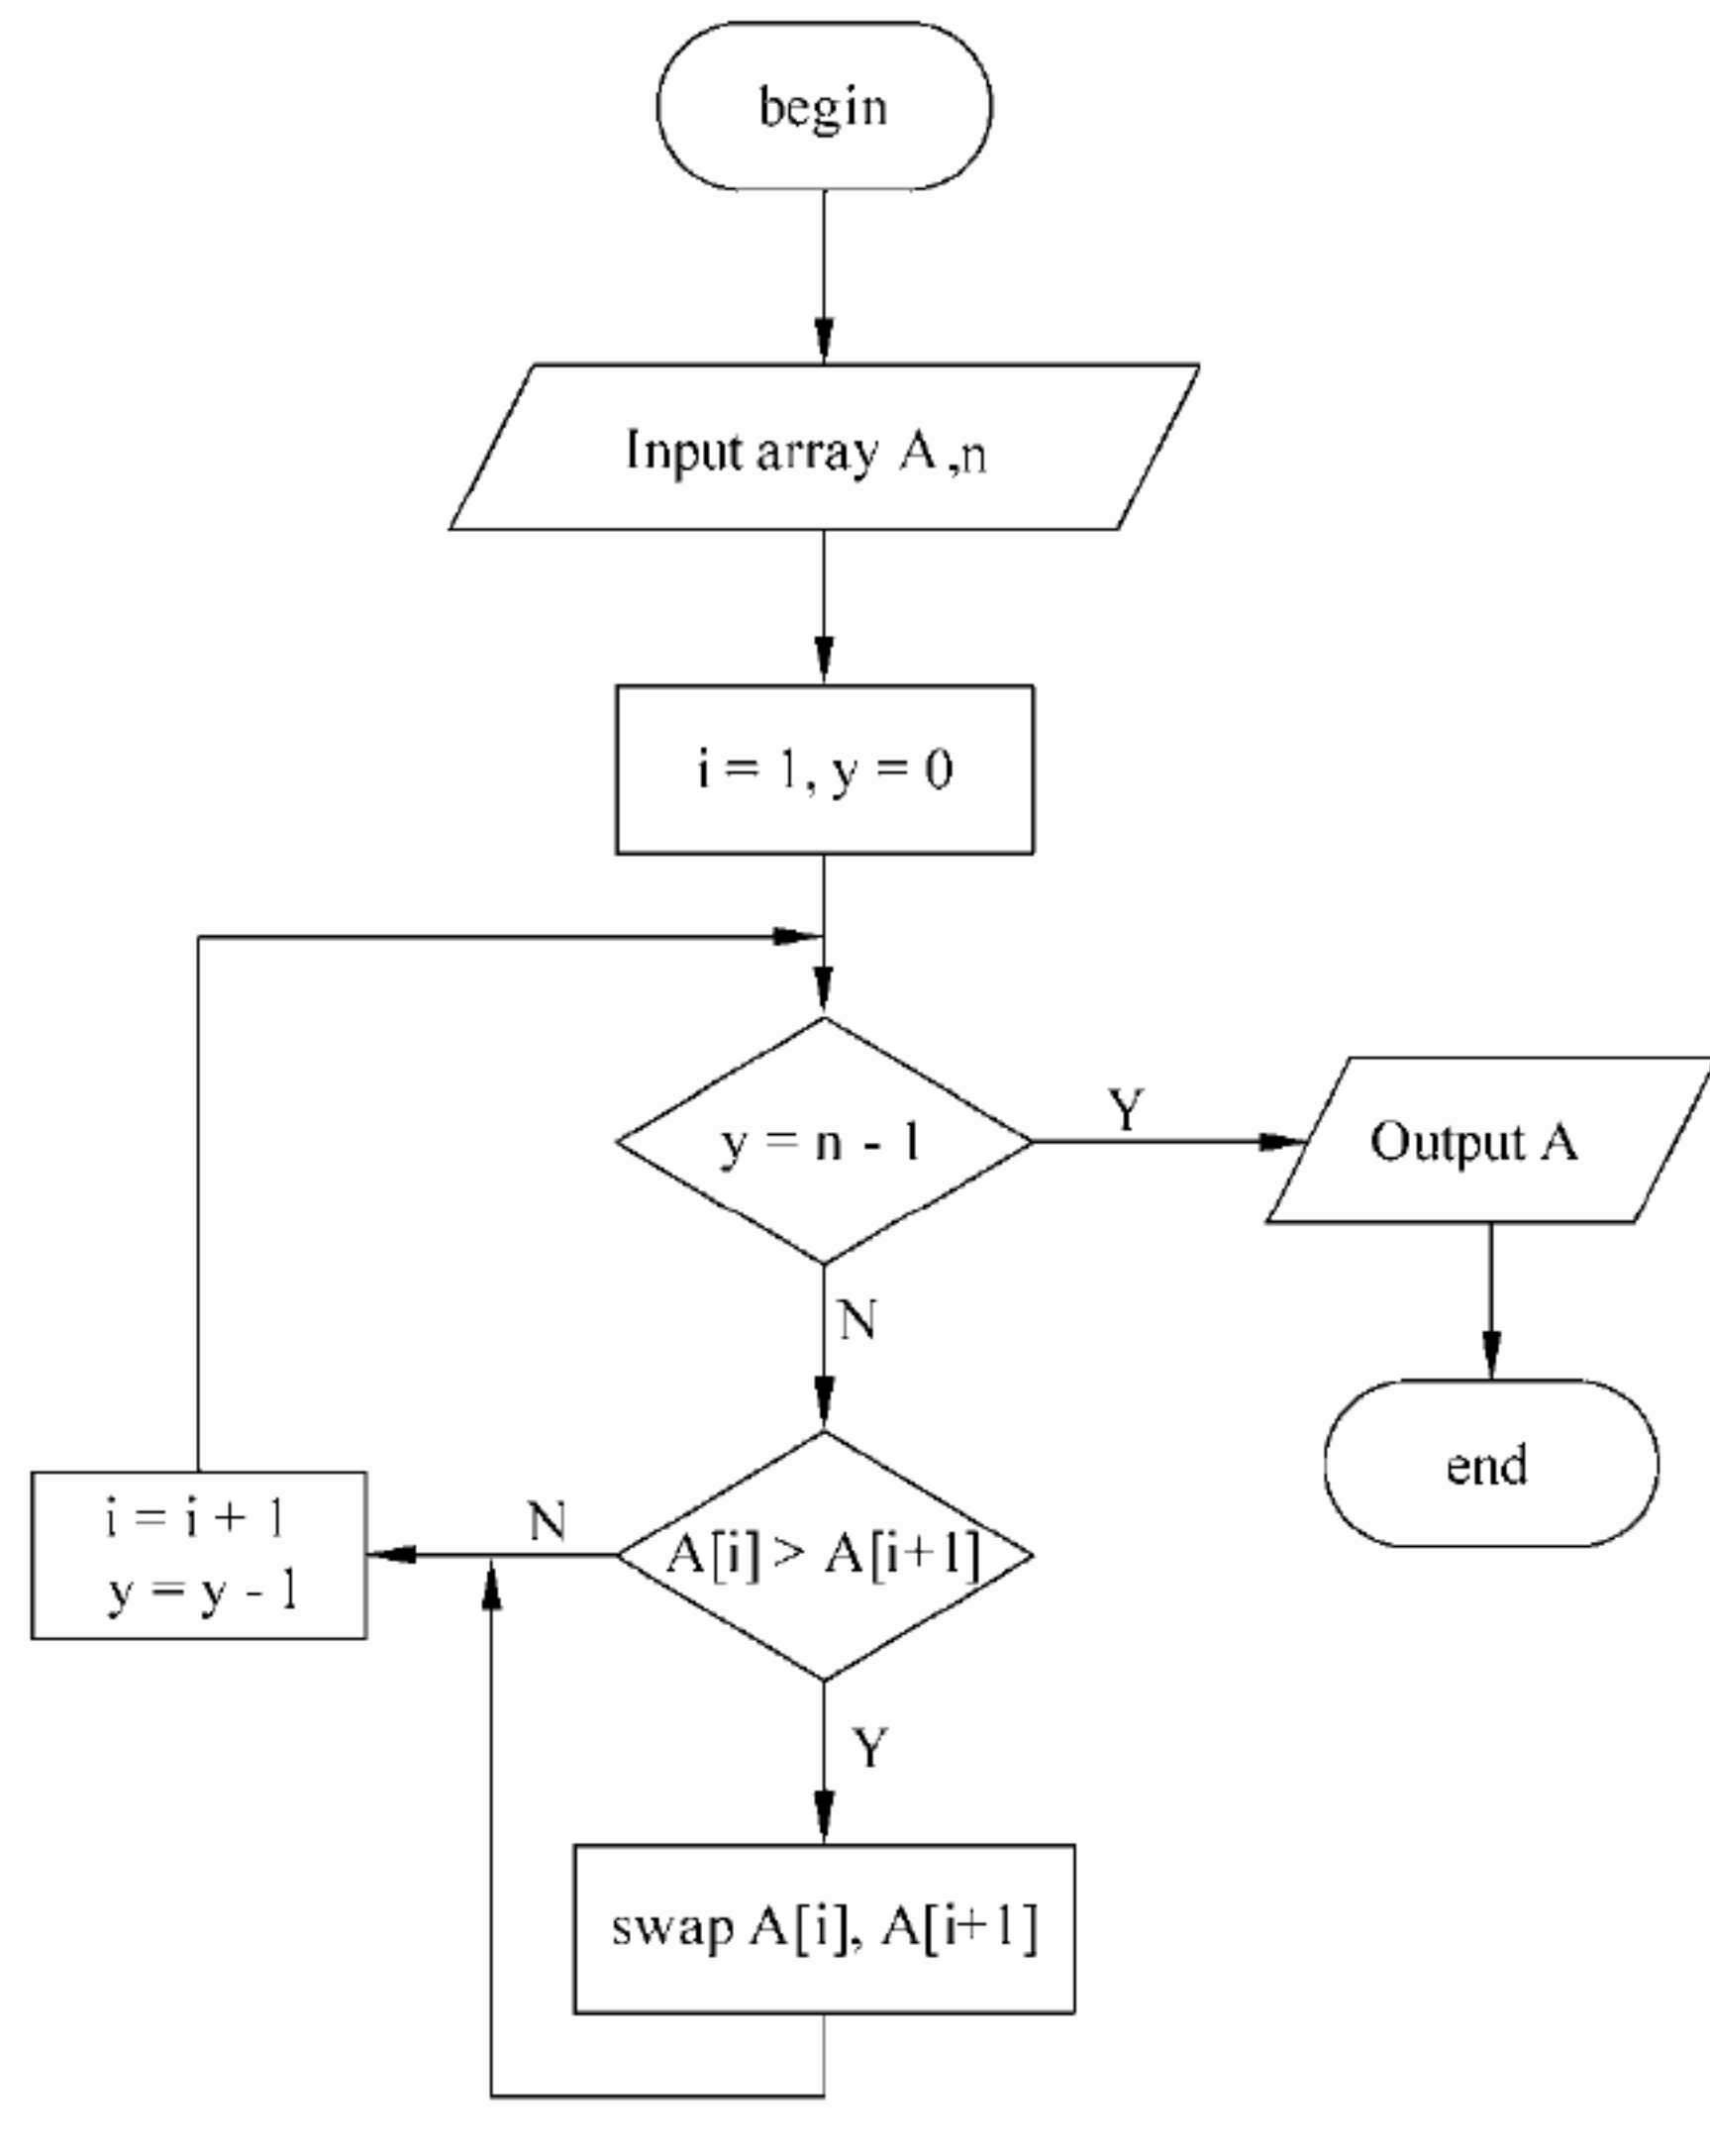 begin
Input array A ,n
i = 1, y = 0
y = n - 1
Y
Output A
N
end
A[i] > A[i+1]
N
i = i + 1
y = y - 1
Y
swap A[i], A[i+1]